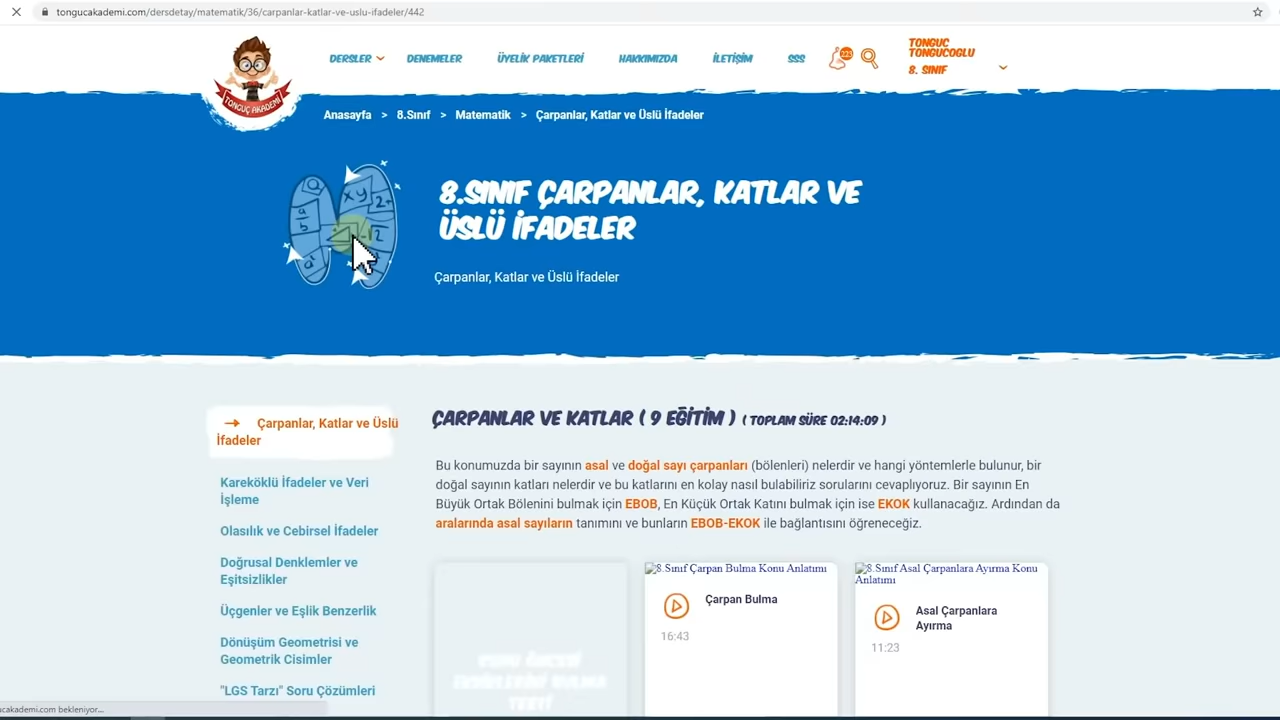 tongucakademi.com/dersdetay/matematik/36/carpanlar-katlar-ve-uslu-ifadeler/442
TONGUÇ AKADEMİ
DERSLER
DENEMELER
ÜYELİK PAKETLERİ
HAKKIMIZDA
İLETİŞİM
SSS
223
TONGUC
TONGUCOGLU
8. SINIF
Anasayfa > 8.Sınıf > Matematik > Çarpanlar, Katlar ve Üslü İfadeler
8.SINIF ÇARPANLAR, KATLAR VE
ÜSLÜ İFADELER
Çarpanlar, Katlar ve Üslü İfadeler
Çarpanlar, Katlar ve Üslü
İfadeler
Kareköklü İfadeler ve Veri
İşleme
Olasılık ve Cebirsel İfadeler
Doğrusal Denklemler ve
Eşitsizlikler
Üçgenler ve Eşlik Benzerlik
Dönüşüm Geometrisi ve
Geometrik Cisimler
"LGS Tarzı" Soru Çözümleri
ÇARPANLAR VE KATLAR ( 9 EĞİTİM ) ( TOPLAM SÜRE 02:14:09 )
Bu konumuzda bir sayının asal ve doğal sayı çarpanları (bölenleri) nelerdir ve hangi yöntemlerle bulunur, bir
doğal sayının katları nelerdir ve bu katlarını en kolay nasıl bulabiliriz sorularını cevaplıyoruz. Bir sayının En
Büyük Ortak Bölenini bulmak için EBOB, En Küçük Ortak Katını bulmak için ise EKOK kullanacağız. Ardından da
aralarında asal sayıların tanımını ve bunların EBOB-EKOK ile bağlantısını öğreneceğiz.
8.Sınıf Çarpan Bulma Konu Anlatımı
Çarpan Bulma
16:43
8.Sınıf Asal Çarpanlara Ayırma Konu
Anlatımı
Asal Çarpanlara
Ayırma
11:23
ucakademi.com bekleniyor...